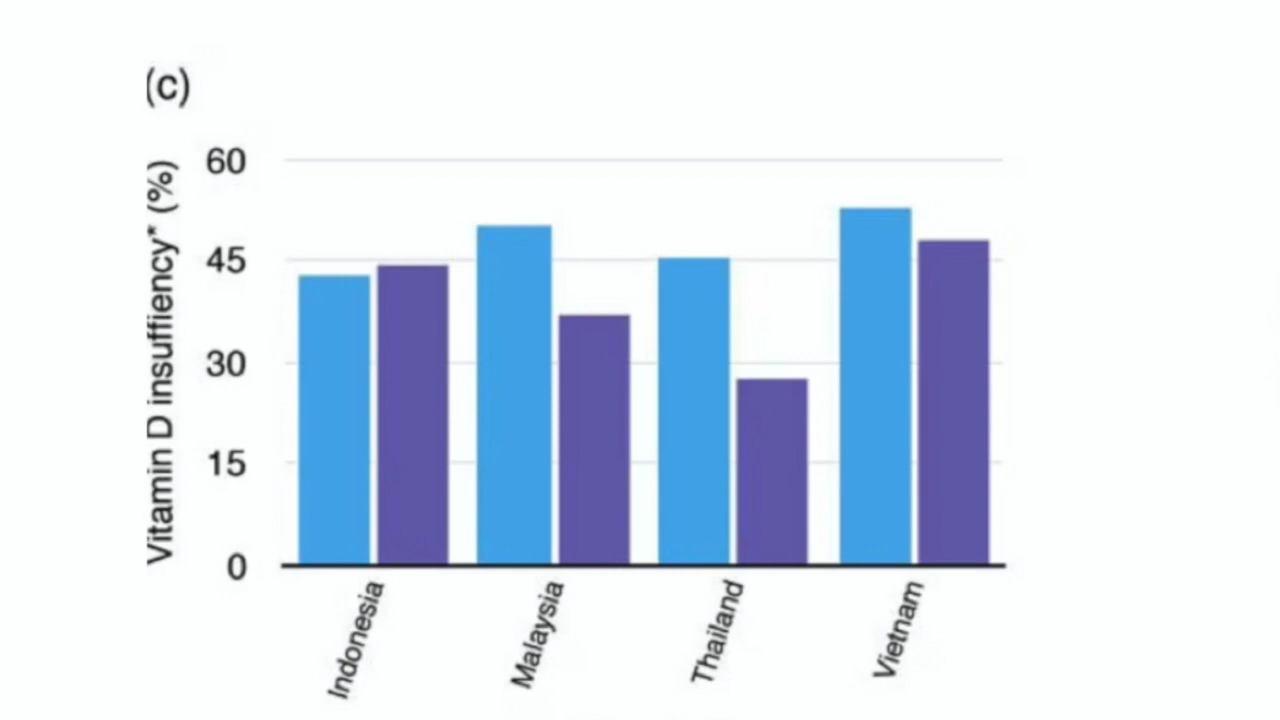 (c)
Vitamin D insuffiency* (%)
60
45
30
15
0
Indonesia
Malaysia
Thailand
Vietnam